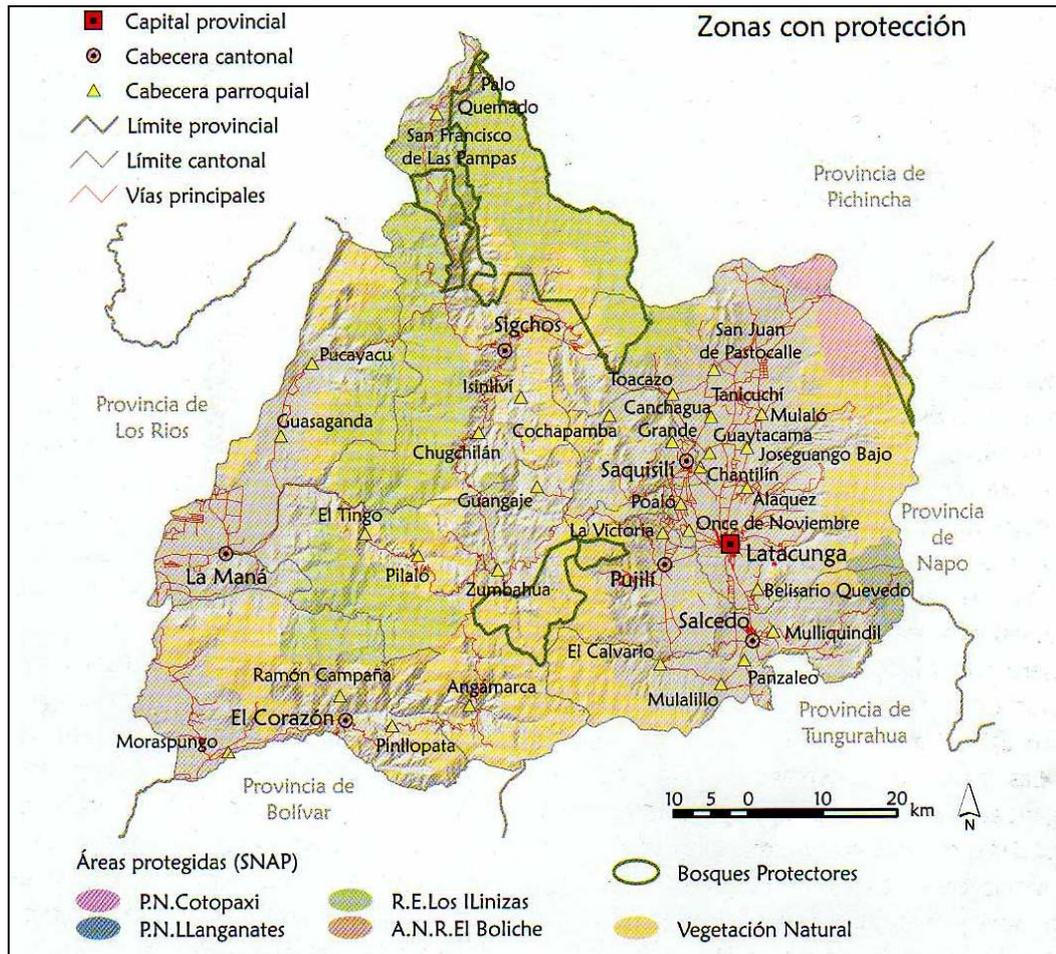 Zonas con protección
Capital provincial
Cabecera cantonal
Cabecera parroquial
Límite provincial
Límite cantonal
Vías principales
Palo
Quemado
San Francisco
de Las Pampas
Provincia de
Pichincha
Provincia de
Los Rios
Sigchos
Pucayacu
San Juan
de Pastocalle
Isinliví
Toacazo
Tanicuchí
Guasaganda
Cochapamba
Canchagua
Mulaló
Grande
Guaytacama
Chugchilán
Saquisilí
Joseguango Bajo
Chantilín
Guangaje
Poaló
Alaquez
El Tingo
La Victoria
Once de Noviembre
Provincia
de
Napo
La Maná
Pilaló
Zumbahua
Pujilí
Latacunga
Belisario Quevedo
Salcedo
Mulliquindil
El Calvario
Panzaleo
Ramón Campaña
Angamarca
Mulalillo
El Corazón
Pinllopata
Moraspungo
Provincia de
Tungurahua
Provincia de
Bolívar
10 5 0 10 20 km
N
Áreas protegidas (SNAP)
P.N.Cotopaxi
R.E.Los ILinizas
Bosques Protectores
P.N.LLanganates
A.N.R.El Boliche
Vegetación Natural